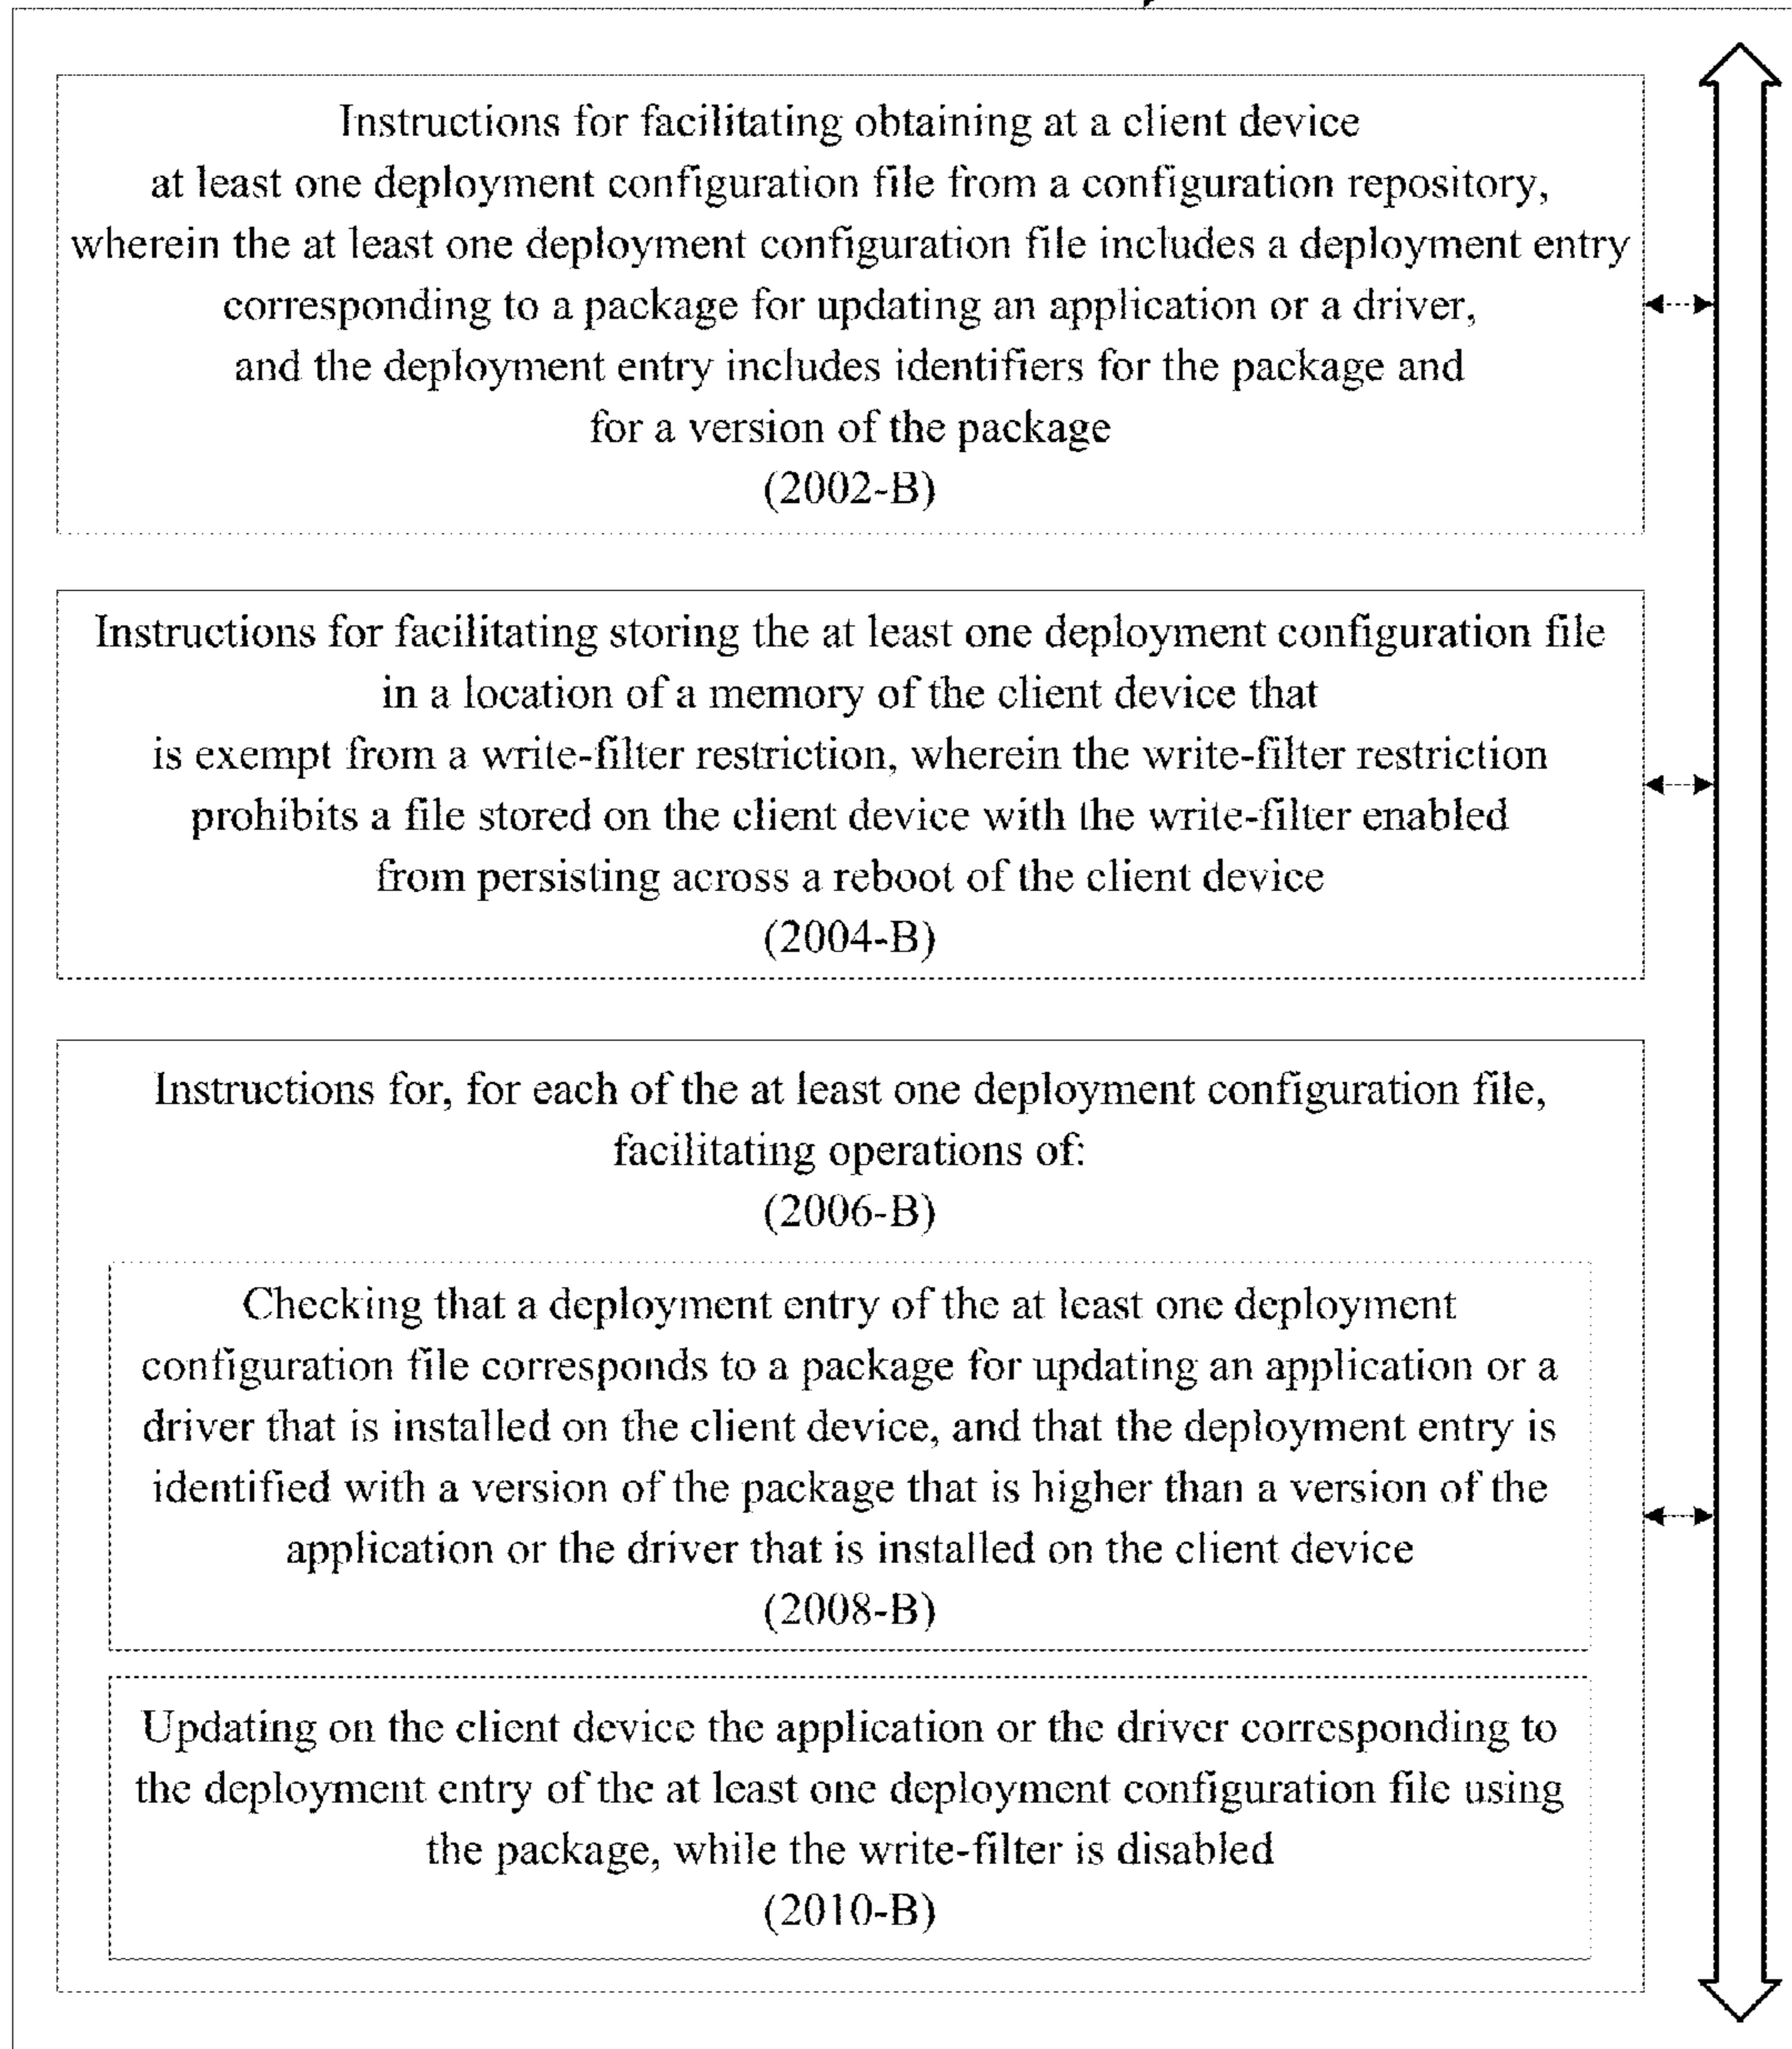 Instructions for facilitating obtaining at a client device
at least one deployment configuration file from a configuration repository,
wherein the at least one deployment configuration file includes a deployment entry
corresponding to a package for updating an application or a driver,
and the deployment entry includes identifiers for the package and
for a version of the package
(2002-B)
Instructions for facilitating storing the at least one deployment configuration file
in a location of a memory of the client device that
is exempt from a write-filter restriction, wherein the write-filter restriction
prohibits a file stored on the client device with the write-filter enabled
from persisting across a reboot of the client device
(2004-B)
Instructions for, for each of the at least one deployment configuration file,
facilitating operations of:
(2006-B)
Checking that a deployment entry of the at least one deployment
configuration file corresponds to a package for updating an application or a
driver that is installed on the client device, and that the deployment entry is
identified with a version of the package that is higher than a version of the
application or the driver that is installed on the client device
(2008-B)
Updating on the client device the application or the driver corresponding to
the deployment entry of the at least one deployment configuration file using
the package, while the write-filter is disabled
(2010-B)